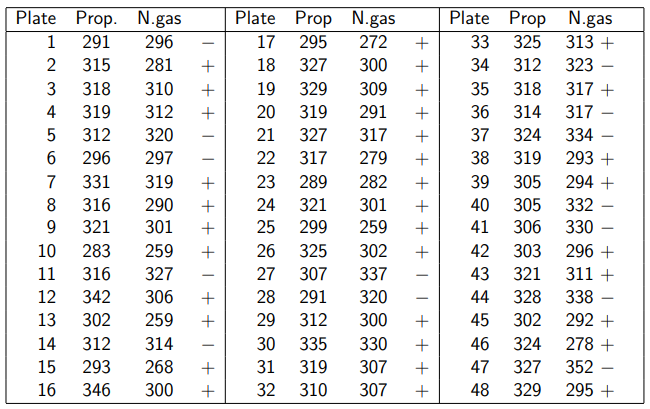 Plate Prop. N.gas Plate Prop N.gas Plate Prop N.gas
1 291 296 − 17 295 272 + 33 325 313 +
2 315 281 + 18 327 300 + 34 312 323 −
3 318 310 + 19 329 309 + 35 318 317 +
4 319 312 + 20 319 291 + 36 314 317 −
5 312 320 − 21 327 317 + 37 324 334 −
6 296 297 − 22 317 279 + 38 319 293 +
7 331 319 + 23 289 282 + 39 305 294 +
8 316 290 + 24 321 301 + 40 305 332 −
9 321 301 + 25 299 259 + 41 306 330 −
10 283 259 + 26 325 302 + 42 303 296 +
11 316 327 − 27 307 337 − 43 321 311 +
12 342 306 + 28 291 320 − 44 328 338 −
13 302 259 + 29 312 300 + 45 302 292 +
14 312 314 − 30 335 330 + 46 324 278 +
15 293 268 + 31 319 307 + 47 327 352 −
16 346 300 + 32 310 307 + 48 329 295 +